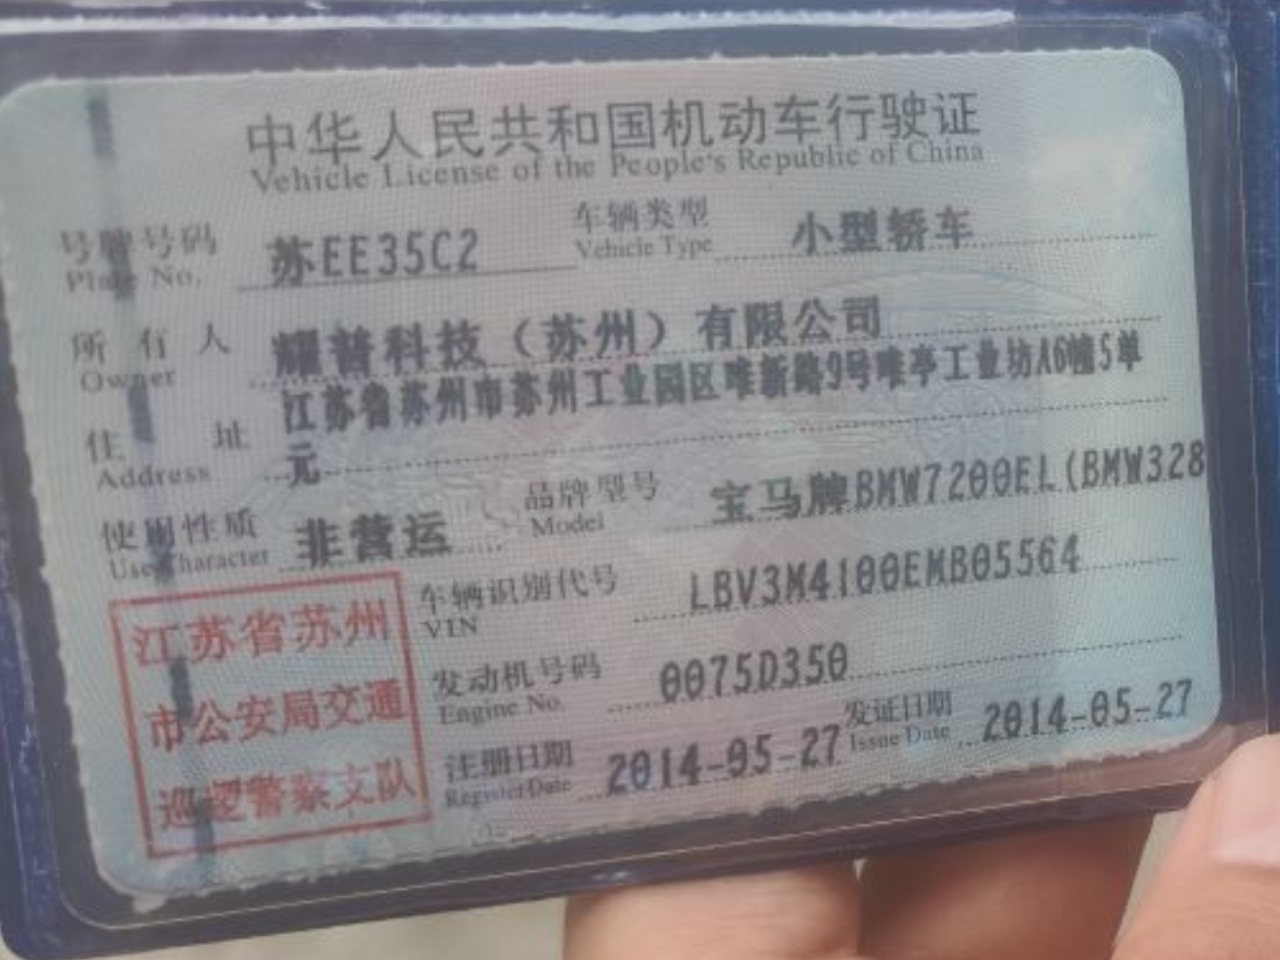 中华人民共和国机动车行驶证
Vehicle License of the People's Republic of China
号牌号码 苏EE35C2 车辆类型 小型轿车
Plate No. Vehicle Type
所有人 耀普科技（苏州）有限公司
Owner
江苏省苏州市苏州工业园区唯新路9号唯亭工业坊A6幢5单
住址 元
Address
使用性质 非营运 品牌型号 宝马牌BMW7200EL(BMW328
Use Character Model
车辆识别代号 LBV3M4100EMB05564
VIN
发动机号码 0075D350
Engine No.
注册日期 2014-05-27 发证日期 2014-05-27
Register Date Issue Date
江苏省苏州
市公安局交通
巡逻警察支队